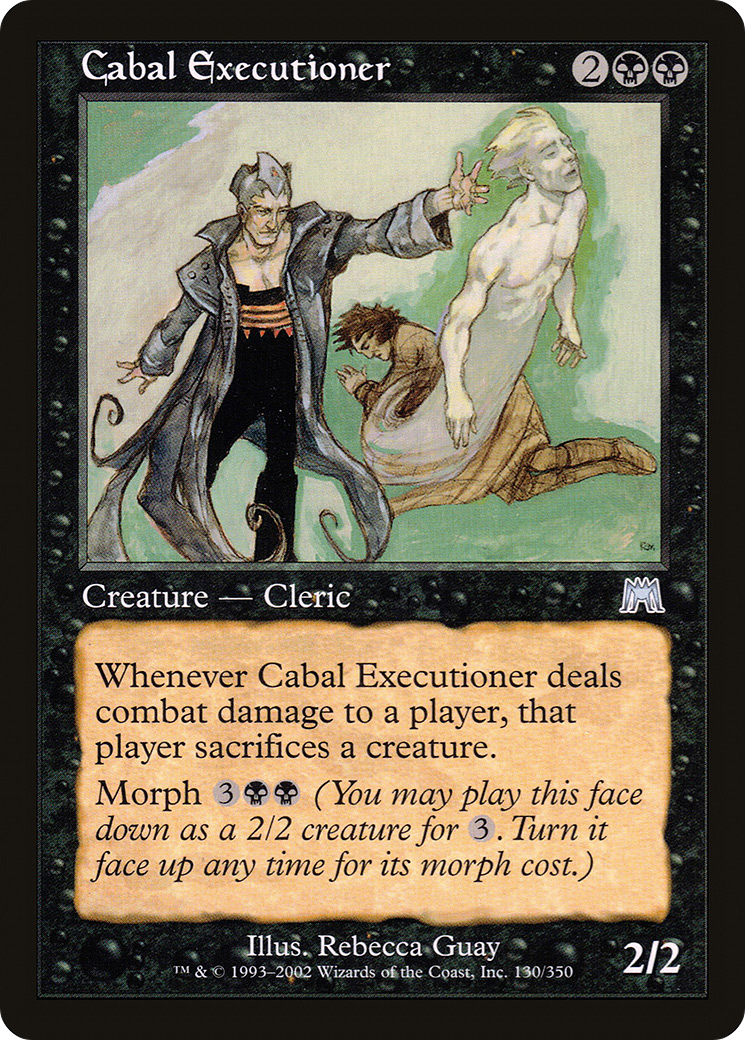 Cabal Executioner
2
Creature — Cleric
Whenever Cabal Executioner deals
combat damage to a player, that
player sacrifices a creature.
Morph 3 (You may play this face
down as a 2/2 creature for 3. Turn it
face up any time for its morph cost.)
Illus. Rebecca Guay
™ & © 1993–2002 Wizards of the Coast, Inc. 130/350
2/2